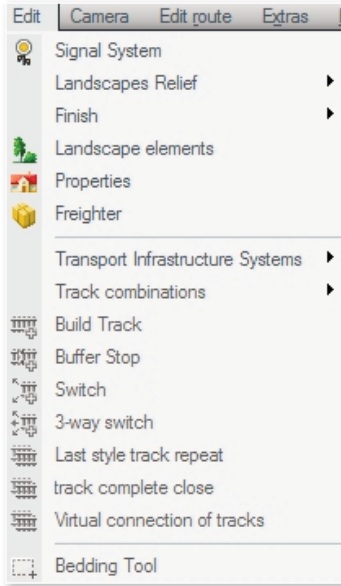 Edit Camera Edit route Extras
Signal System
Landscapes Relief
Finish
Landscape elements
Properties
Freighter
Transport Infrastructure Systems
Track combinations
Build Track
Buffer Stop
Switch
3-way switch
Last style track repeat
track complete close
Virtual connection of tracks
Bedding Tool